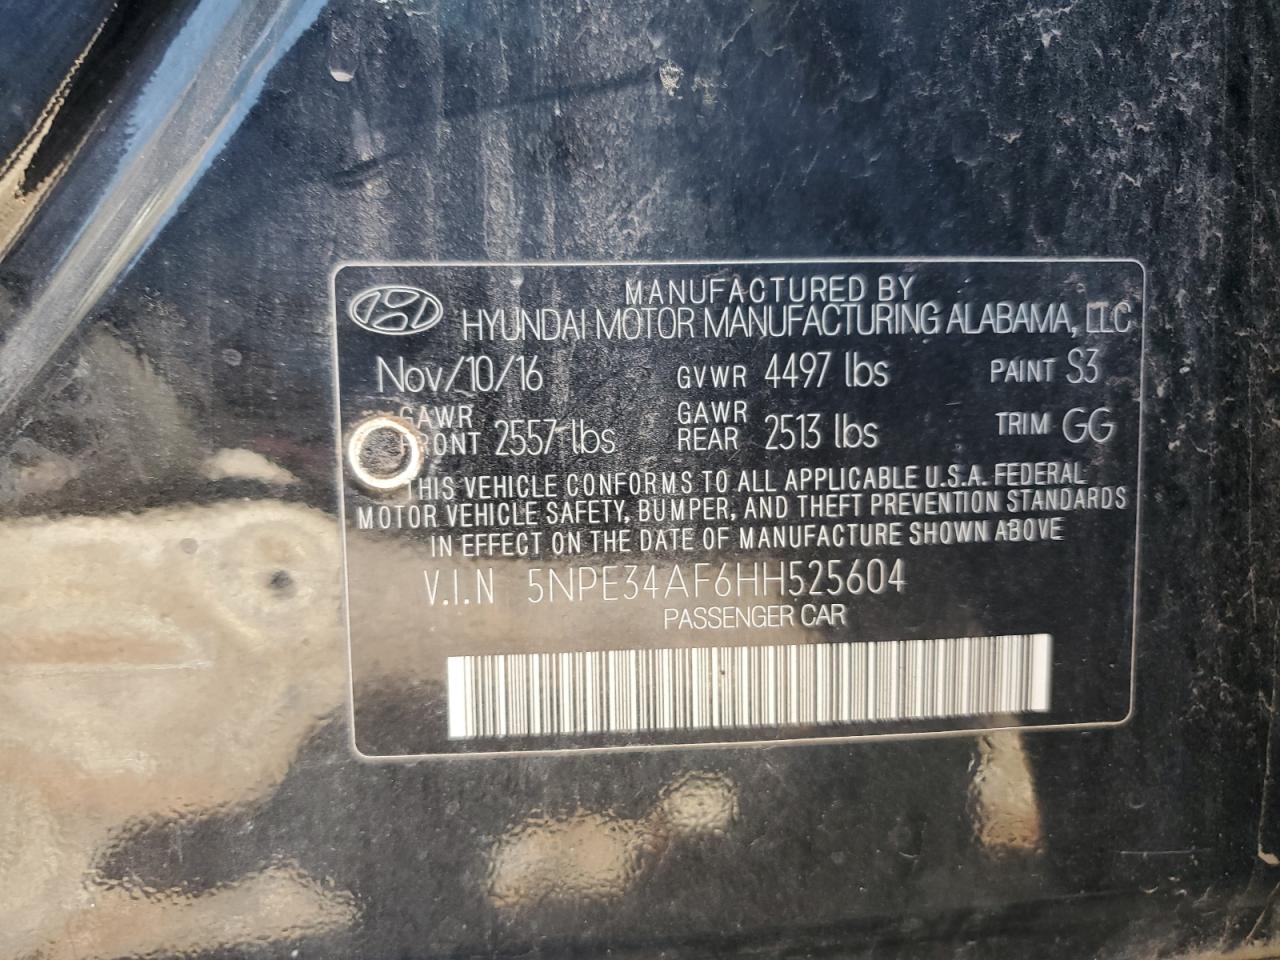 MANUFACTURED BY
HYUNDAI MOTOR MANUFACTURING ALABAMA, LLC
Nov/10/16 GVWR 4497 lbs PAINT S3
GAWR FRONT 2557 lbs GAWR REAR 2513 lbs TRIM GG
THIS VEHICLE CONFORMS TO ALL APPLICABLE U.S.A. FEDERAL
MOTOR VEHICLE SAFETY, BUMPER, AND THEFT PREVENTION STANDARDS
IN EFFECT ON THE DATE OF MANUFACTURE SHOWN ABOVE
V.I.N 5NPE34AF6HH525604
PASSENGER CAR